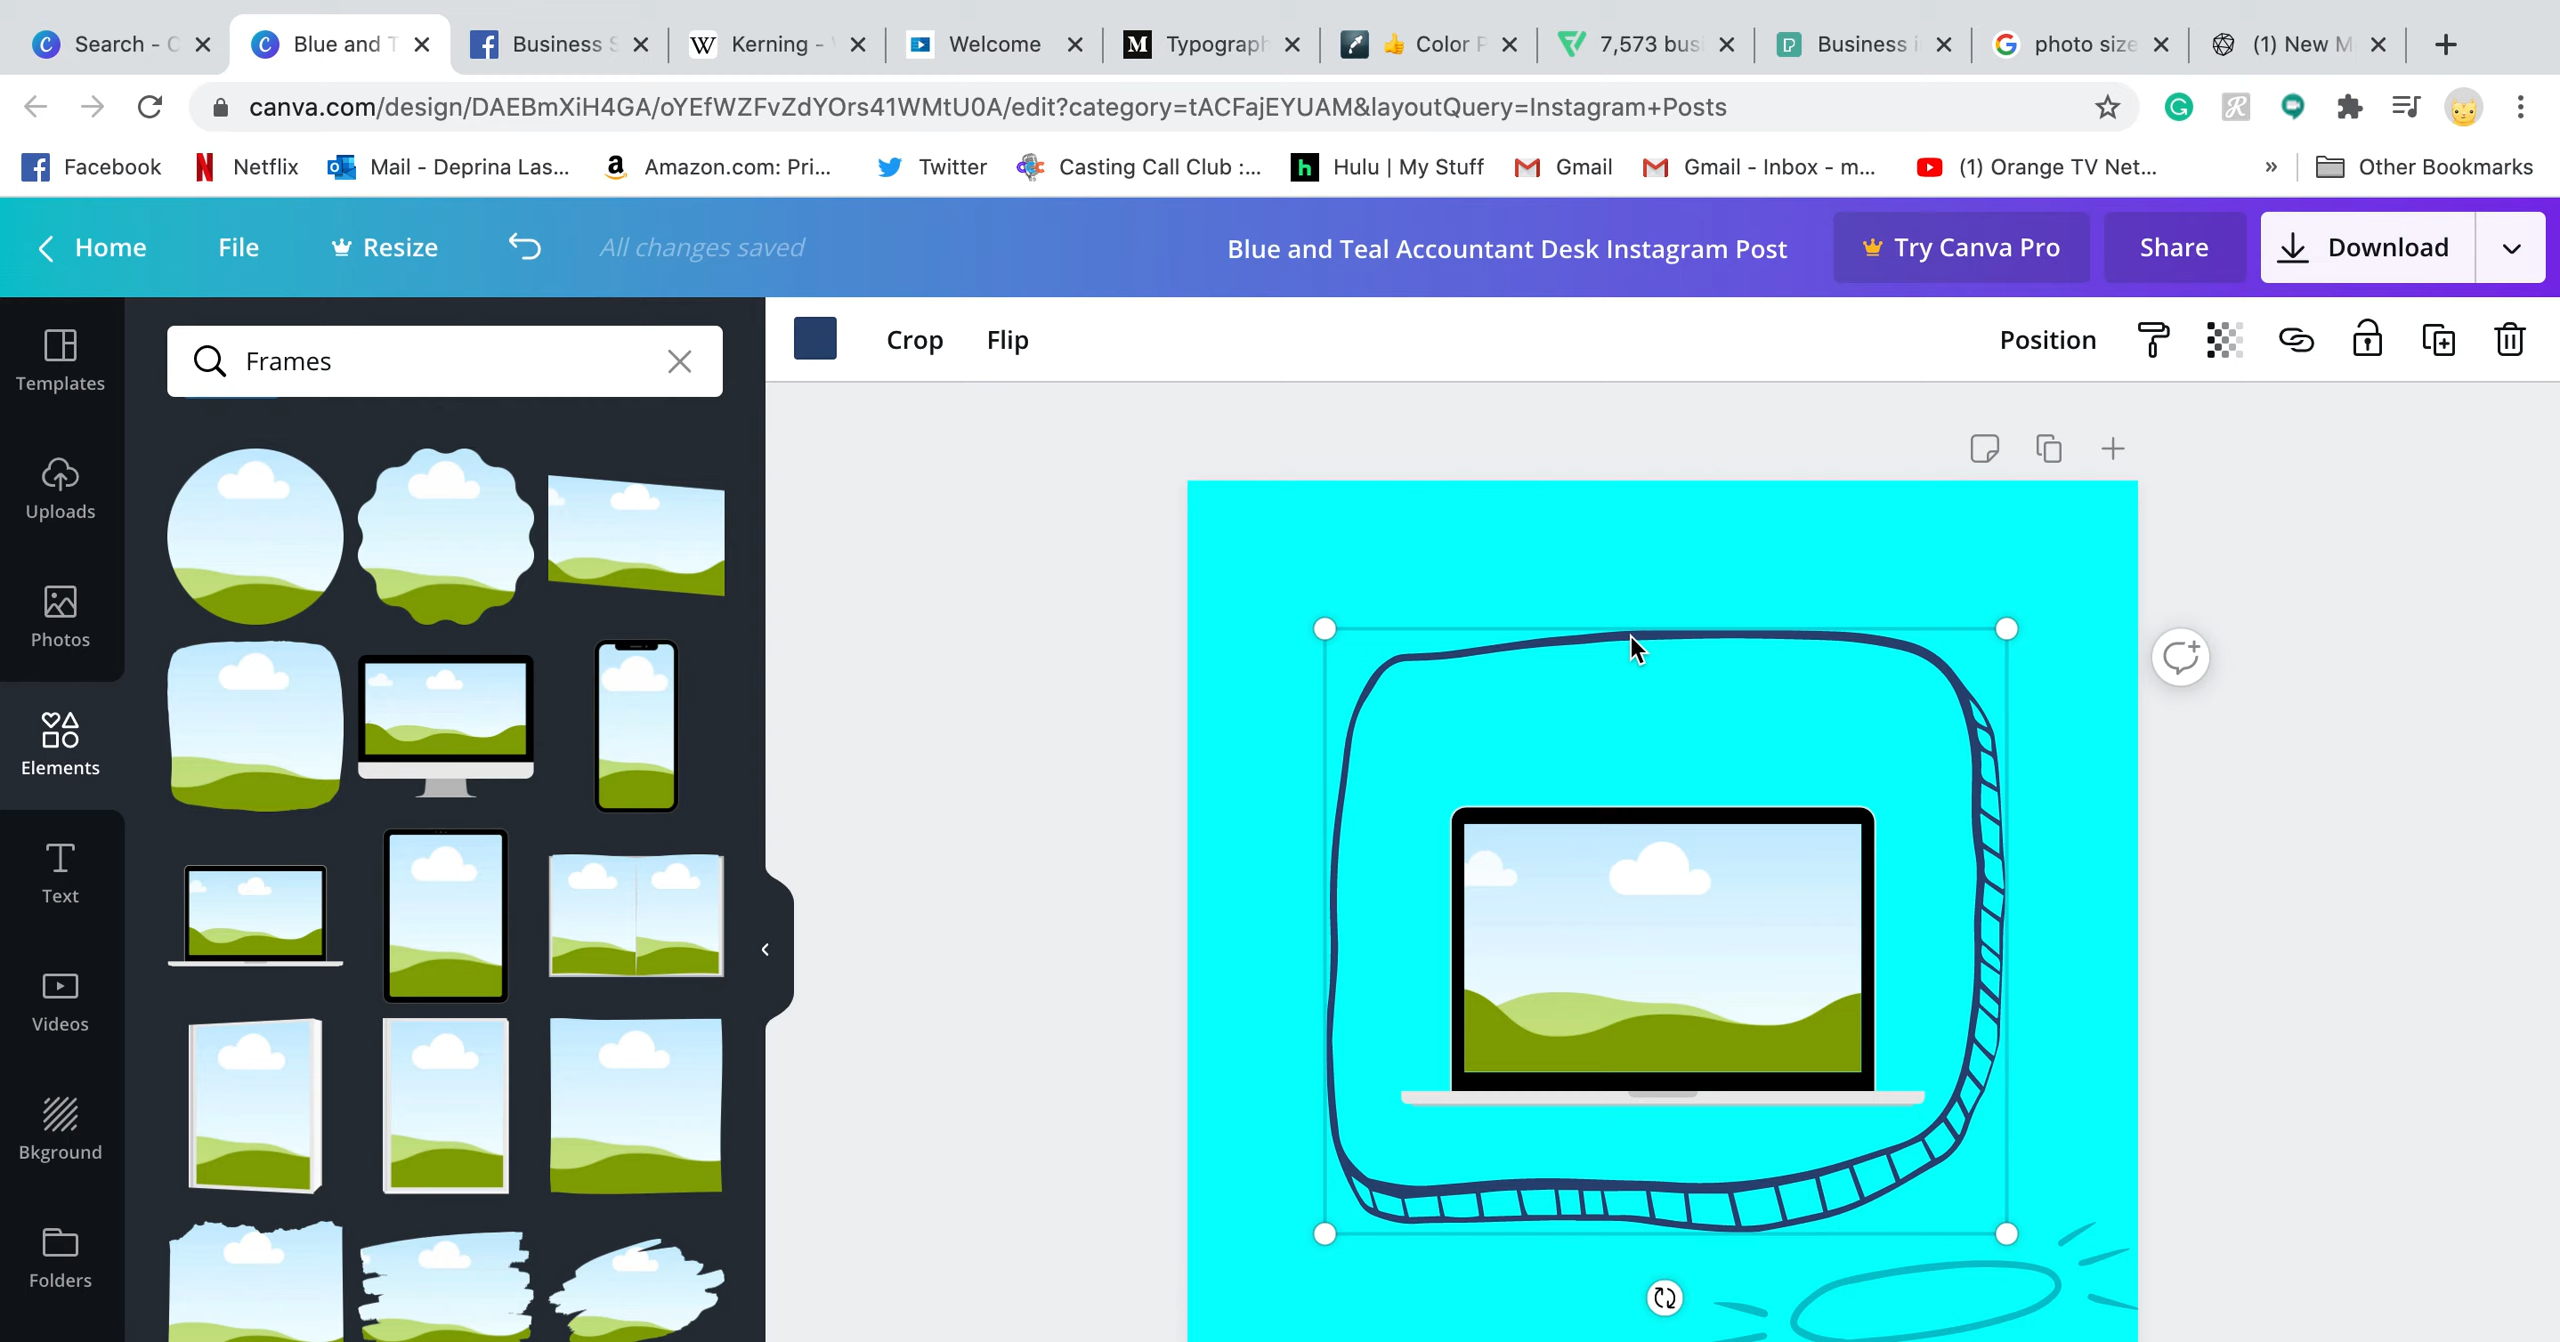 Search - C
Blue and T
Business S
Kerning -
Welcome
Typograph
Color P
7,573 bus
Business i
photo size
(1) New M
canva.com/design/DAEBmXiH4GA/oYEfWZFvZdYOrs41WMtU0A/edit?category=tACFajEYUAM&layoutQuery=Instagram+Posts
Facebook
Netflix
Mail - Deprina Las...
Amazon.com: Pri...
Twitter
Casting Call Club :...
Hulu | My Stuff
Gmail
Gmail - Inbox - m...
(1) Orange TV Net...
»
Other Bookmarks
Home
File
Resize
All changes saved
Blue and Teal Accountant Desk Instagram Post
Try Canva Pro
Share
Download
Templates
Uploads
Photos
Elements
Text
Videos
Bkground
Folders
Frames
Crop
Flip
Position